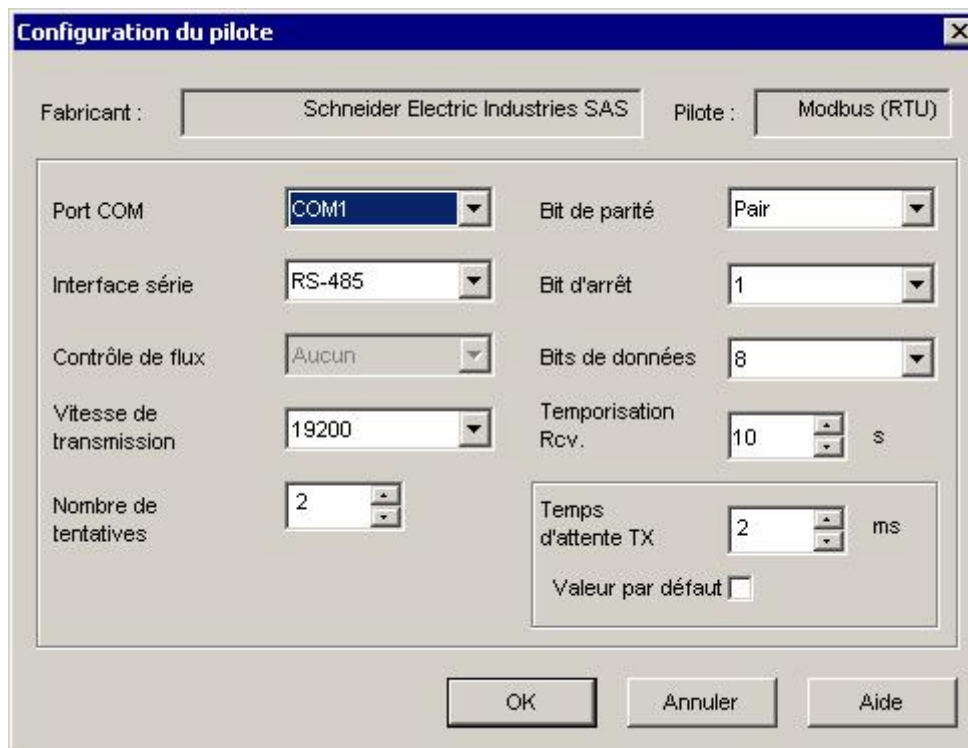 Configuration du pilote
Fabricant : Schneider Electric Industries SAS Pilote : Modbus (RTU)
Port COM COM1 Bit de parité Pair
Interface série RS-485 Bit d'arrêt 1
Contrôle de flux Aucun Bits de données 8
Vitesse de
transmission 19200
Temporisation
Rcv. 10 s
Nombre de
tentatives 2
Temps
d'attente TX 2 ms
Valeur par défaut
OK Annuler Aide